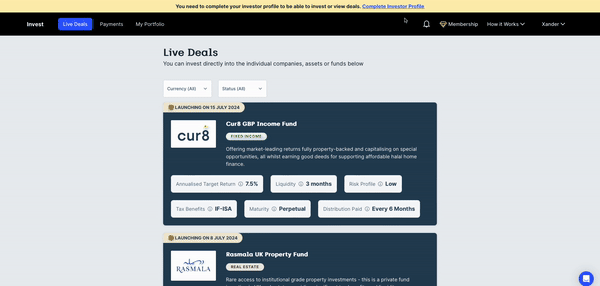 You need to complete your investor profile to be able to invest or view deals. Complete Investor Profile
Invest
Live Deals
Payments
My Portfolio
Membership
How it Works
Xander
Live Deals
You can invest directly into the individual companies, assets or funds below
Currency (All)
Status (All)
LAUNCHING ON 15 JULY 2024
cur8
Cur8 GBP Income Fund
FIXED INCOME
Offering market-leading returns fully property-backed and capitalising on special
opportunities, all whilst earning good deeds for supporting affordable halal home
finance.
Annualised Target Return 7.5%
Liquidity 3 months
Risk Profile Low
Tax Benefits IF-ISA
Maturity Perpetual
Distribution Paid Every 6 Months
LAUNCHING ON 8 JULY 2024
RASMALA
Rasmala UK Property Fund
REAL ESTATE
Rare access to institutional grade property investments - this is a private fund